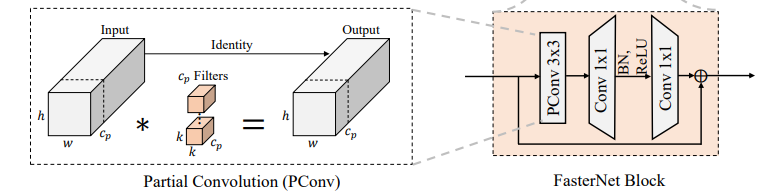 Input
Identity
Output
c_p Filters
h
w
c_p
*
k
k
c_p
=
h
w
c_p
Partial Convolution (PConv)
PConv 3x3
Conv 1x1
BN,
ReLU
Conv 1x1
FasterNet Block